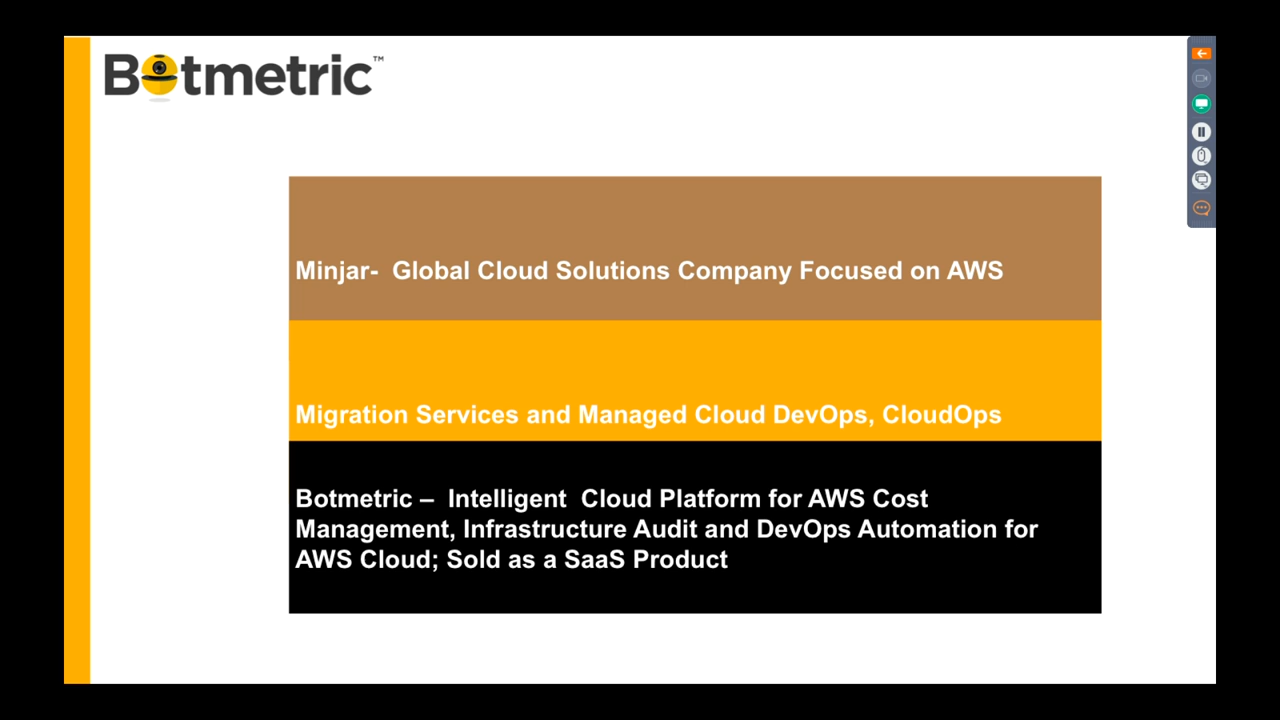 Botmetric™
Minjar-  Global Cloud Solutions Company Focused on AWS
Migration Services and Managed Cloud DevOps, CloudOps
Botmetric –  Intelligent  Cloud Platform for AWS Cost
Management, Infrastructure Audit and DevOps Automation for
AWS Cloud; Sold as a SaaS Product